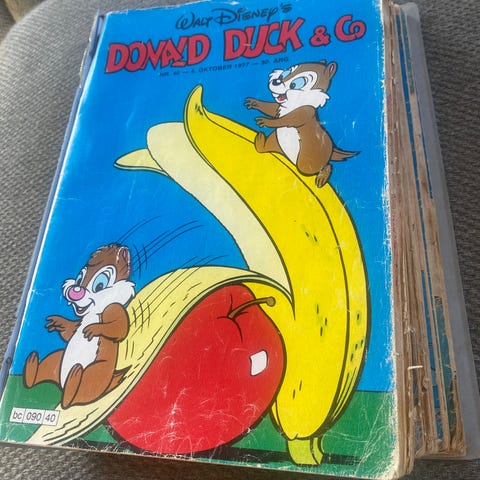 WALT DISNEY'S
DONALD DUCK & Co
NR. 40 — 4. OKTOBER 1977 — 30. ÅRG.
bc 090 40